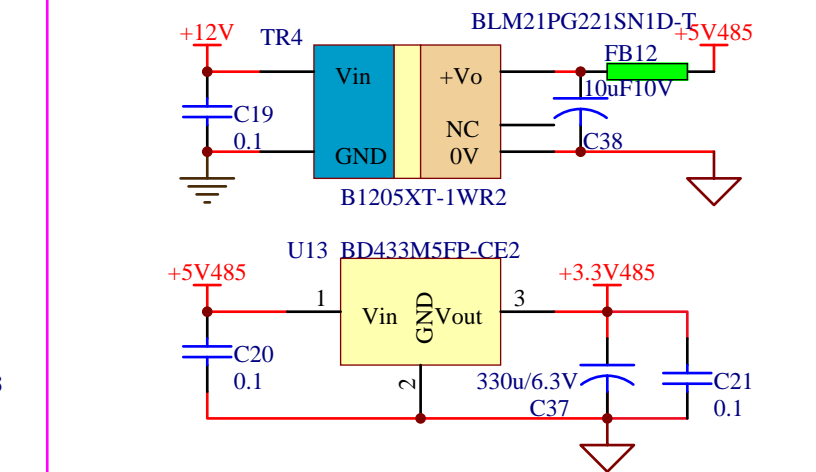 BLM21PG221SN1D-T
+12V
TR4
+5V485
FB12
Vin
+Vo
10uF10V
C19
0.1
NC
C38
GND
0V
B1205XT-1WR2
U13 BD433M5FP-CE2
+5V485
+3.3V485
1
3
Vin
GND
Vout
C20
0.1
2
330u/6.3V
C37
C21
0.1